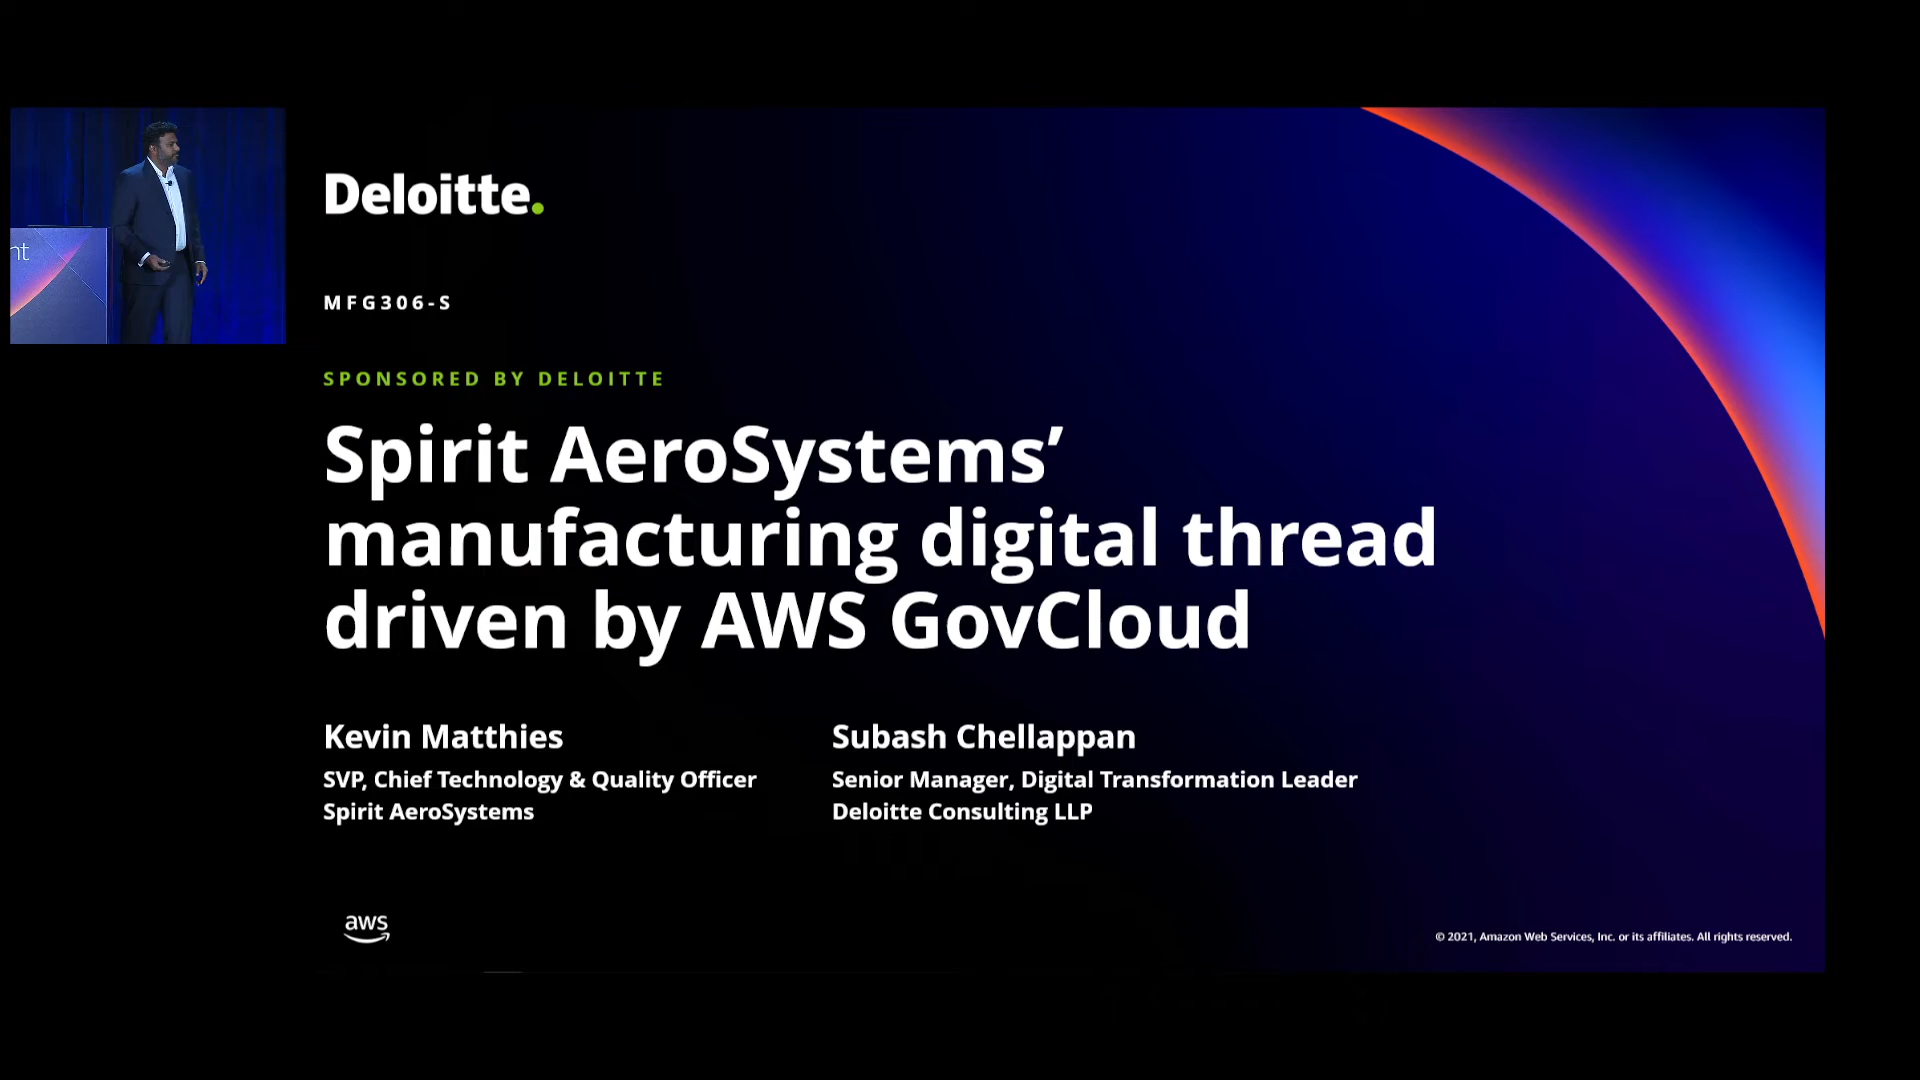 nt
Deloitte.
MFG306-S
SPONSORED BY DELOITTE
Spirit AeroSystems’
manufacturing digital thread
driven by AWS GovCloud
Kevin Matthies
SVP, Chief Technology & Quality Officer
Spirit AeroSystems
Subash Chellappan
Senior Manager, Digital Transformation Leader
Deloitte Consulting LLP
aws
© 2021, Amazon Web Services, Inc. or its affiliates. All rights reserved.